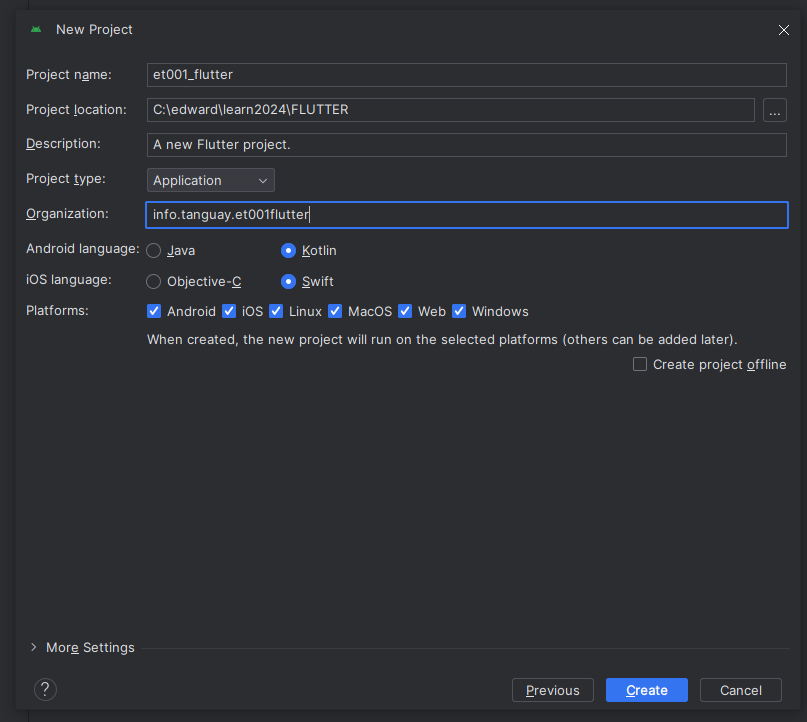 New Project
Project name: et001_flutter
Project location: C:\edward\learn2024\FLUTTER ...
Description: A new Flutter project.
Project type: Application
Organization: info.tanguay.et001flutter
Android language: Java Kotlin
iOS language: Objective-C Swift
Platforms: Android iOS Linux MacOS Web Windows
When created, the new project will run on the selected platforms (others can be added later).
Create project offline
More Settings
? Previous Create Cancel